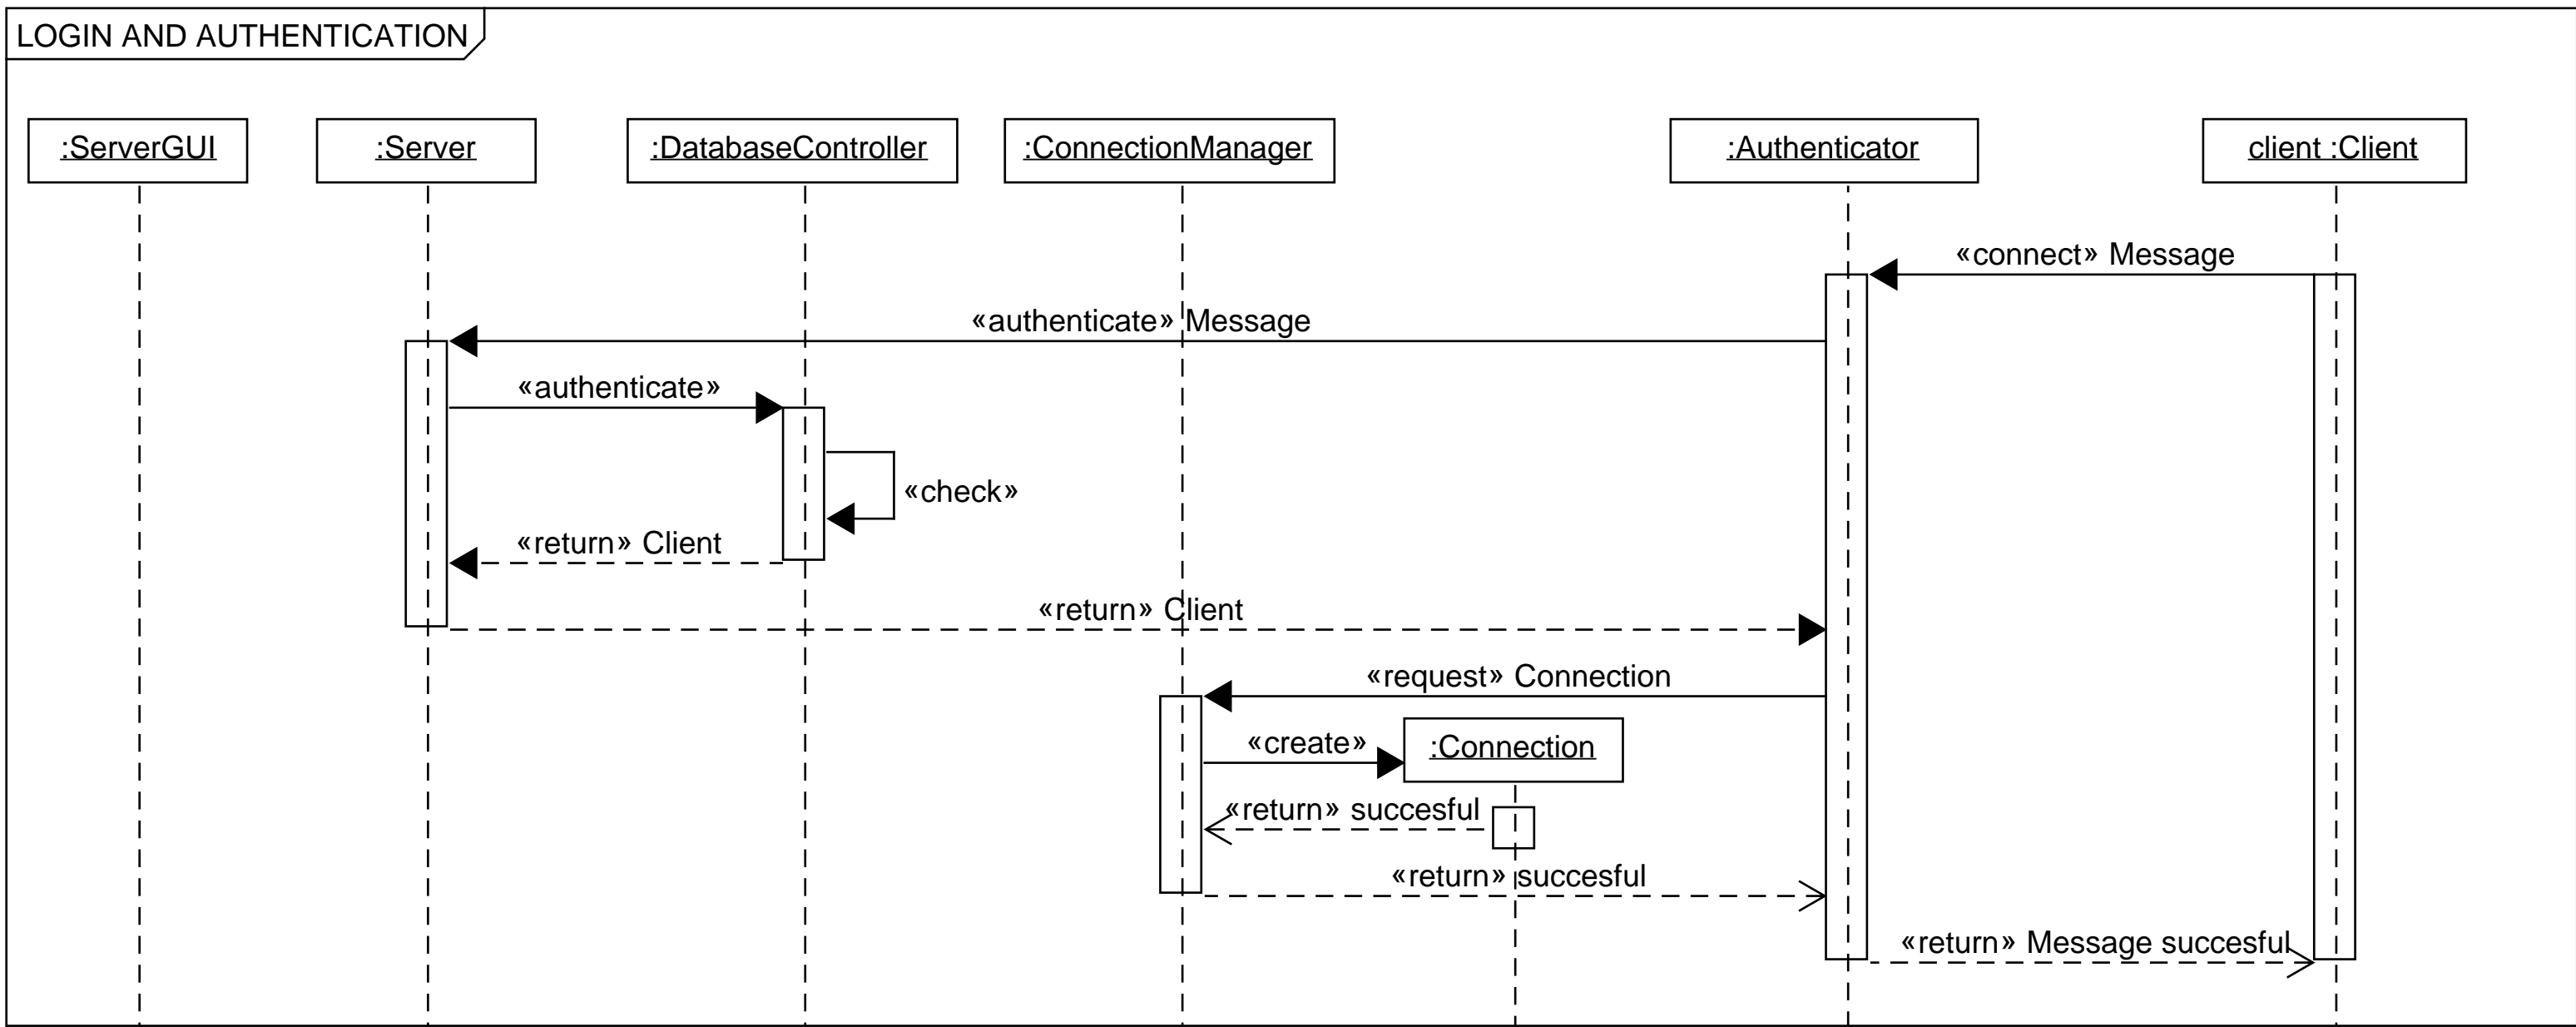 LOGIN AND AUTHENTICATION
:ServerGUI
:Server
:DatabaseController
:ConnectionManager
:Authenticator
client :Client
«connect» Message
«authenticate» Message
«authenticate»
«check»
«return» Client
«return» Client
«request» Connection
«create»
:Connection
«return» succesful
«return» succesful
«return» Message succesful